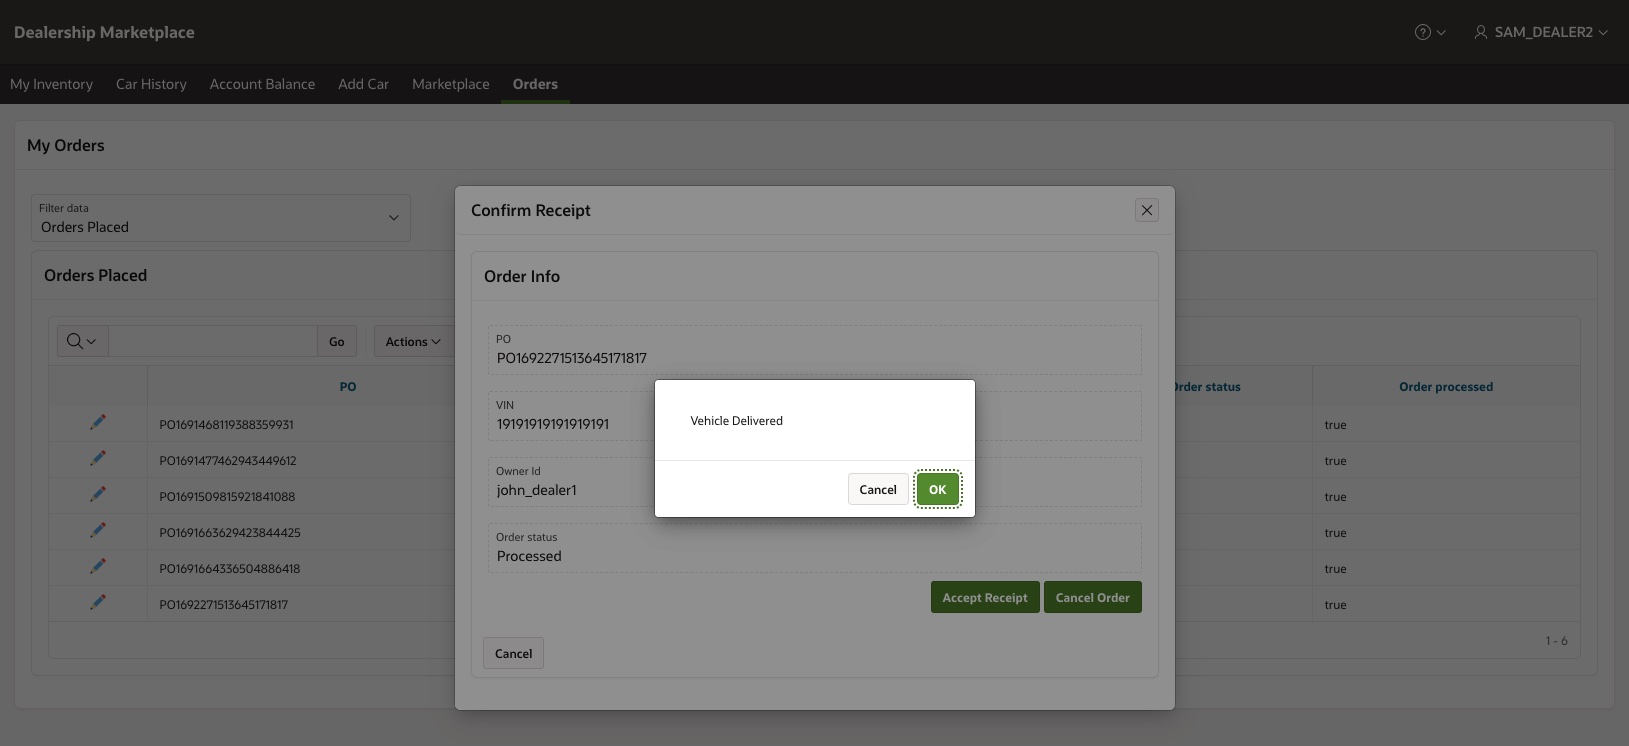 Dealership Marketplace
SAM_DEALER2
My Inventory Car History Account Balance Add Car Marketplace Orders
My Orders
Filter data
Orders Placed
Orders Placed
Go Actions
PO Order status Order processed
PO1691468119388359931 true
PO1691477462943449612 true
PO1691509815921841088 true
PO1691663629423844425 true
PO1691664336504886418 true
PO1692271513645171817 true
1 - 6
Confirm Receipt
Order Info
PO
PO1692271513645171817
VIN
19191919191919191
Owner Id
john_dealer1
Order status
Processed
Accept Receipt Cancel Order
Cancel
Vehicle Delivered
Cancel OK